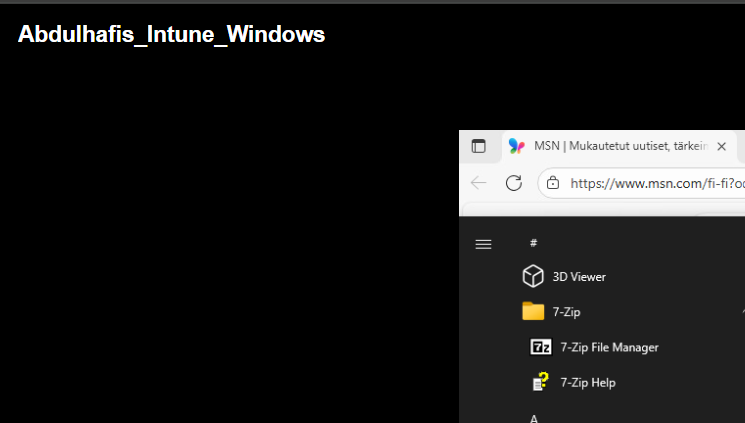 Abdulhafis_Intune_Windows
MSN | Mukautetut uutiset, tärkein
https://www.msn.com/fi-fi?o
#
3D Viewer
7-Zip
7z 7-Zip File Manager
7-Zip Help
A